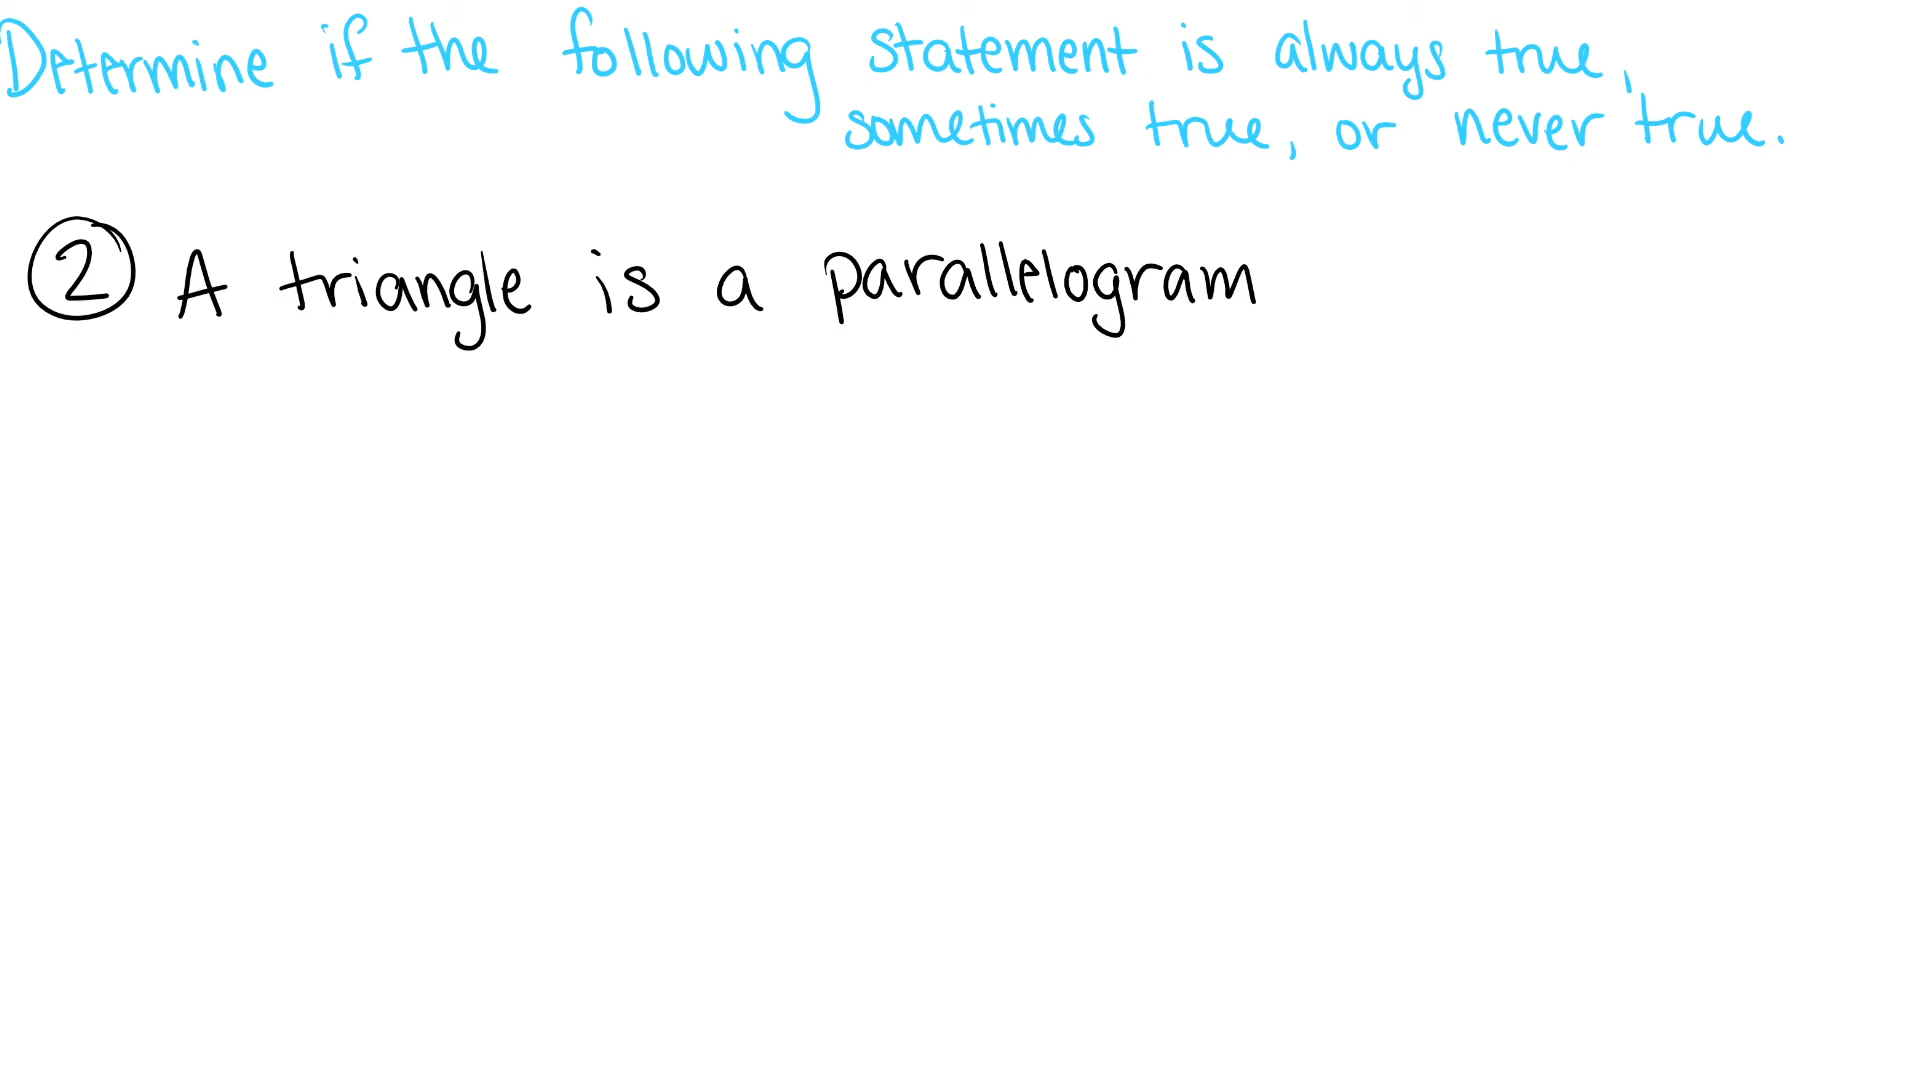 Determine if the following statement is always true,
sometimes true, or never true.
② A triangle is a parallelogram